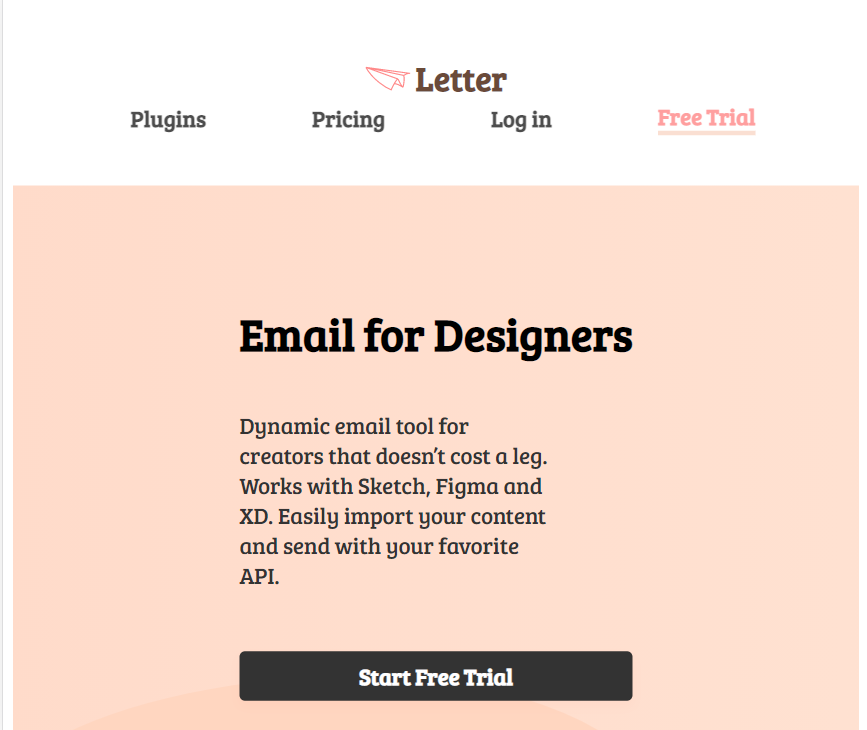 Letter
Plugins Pricing Log in Free Trial
Email for Designers
Dynamic email tool for
creators that doesn’t cost a leg.
Works with Sketch, Figma and
XD. Easily import your content
and send with your favorite
API.
Start Free Trial